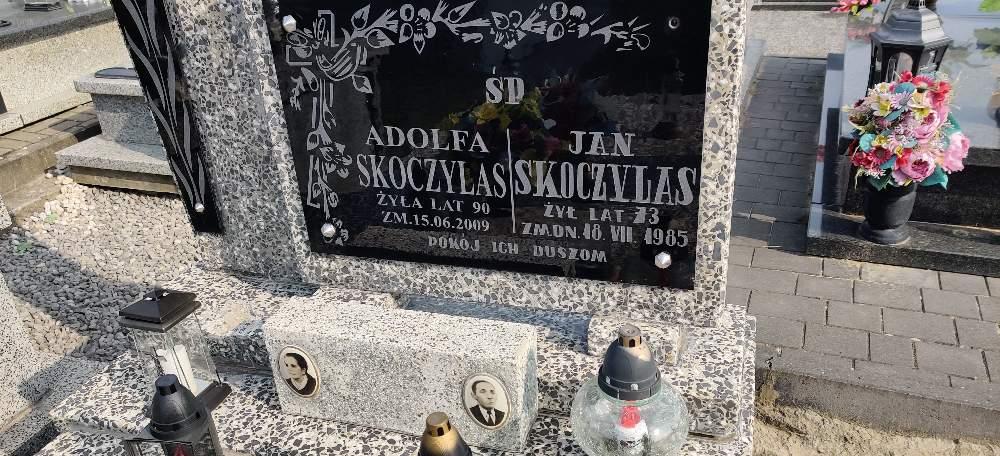 ŚP
ADOLFA
SKOCZYLAS
ŻYŁA LAT 90
ZM. 15.06.2009
JAN
SKOCZYLAS
ŻYŁ LAT 73
ZM.DN. 18 VII 1985
POKÓJ ICH DUSZOM